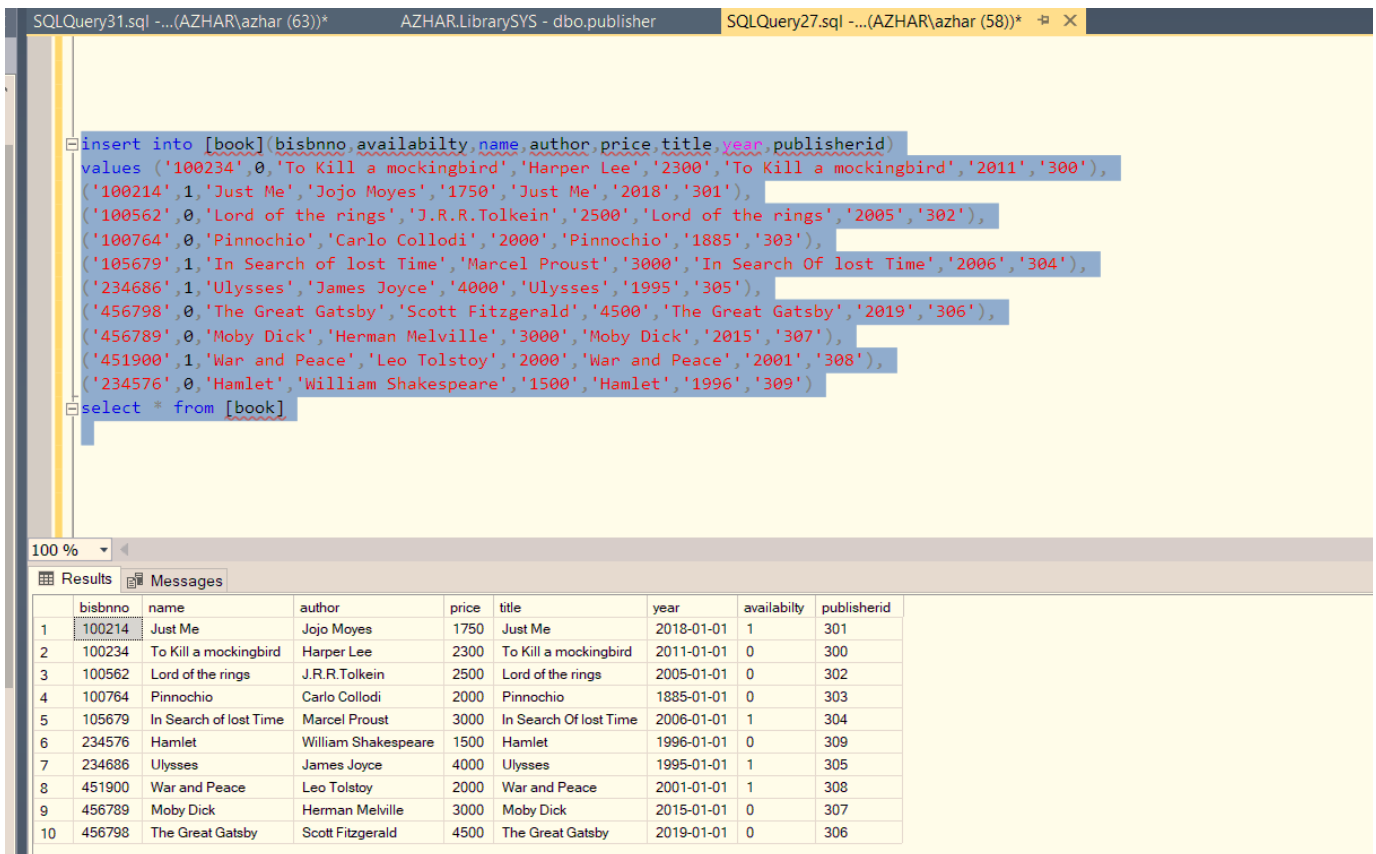 SQLQuery31.sql -...(AZHAR\azhar (63))* AZHAR.LibrarySYS - dbo.publisher SQLQuery27.sql -...(AZHAR\azhar (58))*
insert into [book](bisbnno,availabilty,name,author,price,title,year,publisherid)
values ('100234',0,'To Kill a mockingbird','Harper Lee','2300','To Kill a mockingbird','2011','300'),
('100214',1,'Just Me','Jojo Moyes','1750','Just Me','2018','301'),
('100562',0,'Lord of the rings','J.R.R.Tolkein','2500','Lord of the rings','2005','302'),
('100764',0,'Pinnochio','Carlo Collodi','2000','Pinnochio','1885','303'),
('105679',1,'In Search of lost Time','Marcel Proust','3000','In Search Of lost Time','2006','304'),
('234686',1,'Ulysses','James Joyce','4000','Ulysses','1995','305'),
('456798',0,'The Great Gatsby','Scott Fitzgerald','4500','The Great Gatsby','2019','306'),
('456789',0,'Moby Dick','Herman Melville','3000','Moby Dick','2015','307'),
('451900',1,'War and Peace','Leo Tolstoy','2000','War and Peace','2001','308'),
('234576',0,'Hamlet','William Shakespeare','1500','Hamlet','1996','309')
select * from [book]
100 %
Results Messages
bisbnno name author price title year availabilty publisherid
1 100214 Just Me Jojo Moyes 1750 Just Me 2018-01-01 1 301
2 100234 To Kill a mockingbird Harper Lee 2300 To Kill a mockingbird 2011-01-01 0 300
3 100562 Lord of the rings J.R.R.Tolkein 2500 Lord of the rings 2005-01-01 0 302
4 100764 Pinnochio Carlo Collodi 2000 Pinnochio 1885-01-01 0 303
5 105679 In Search of lost Time Marcel Proust 3000 In Search Of lost Time 2006-01-01 1 304
6 234576 Hamlet William Shakespeare 1500 Hamlet 1996-01-01 0 309
7 234686 Ulysses James Joyce 4000 Ulysses 1995-01-01 1 305
8 451900 War and Peace Leo Tolstoy 2000 War and Peace 2001-01-01 1 308
9 456789 Moby Dick Herman Melville 3000 Moby Dick 2015-01-01 0 307
10 456798 The Great Gatsby Scott Fitzgerald 4500 The Great Gatsby 2019-01-01 0 306